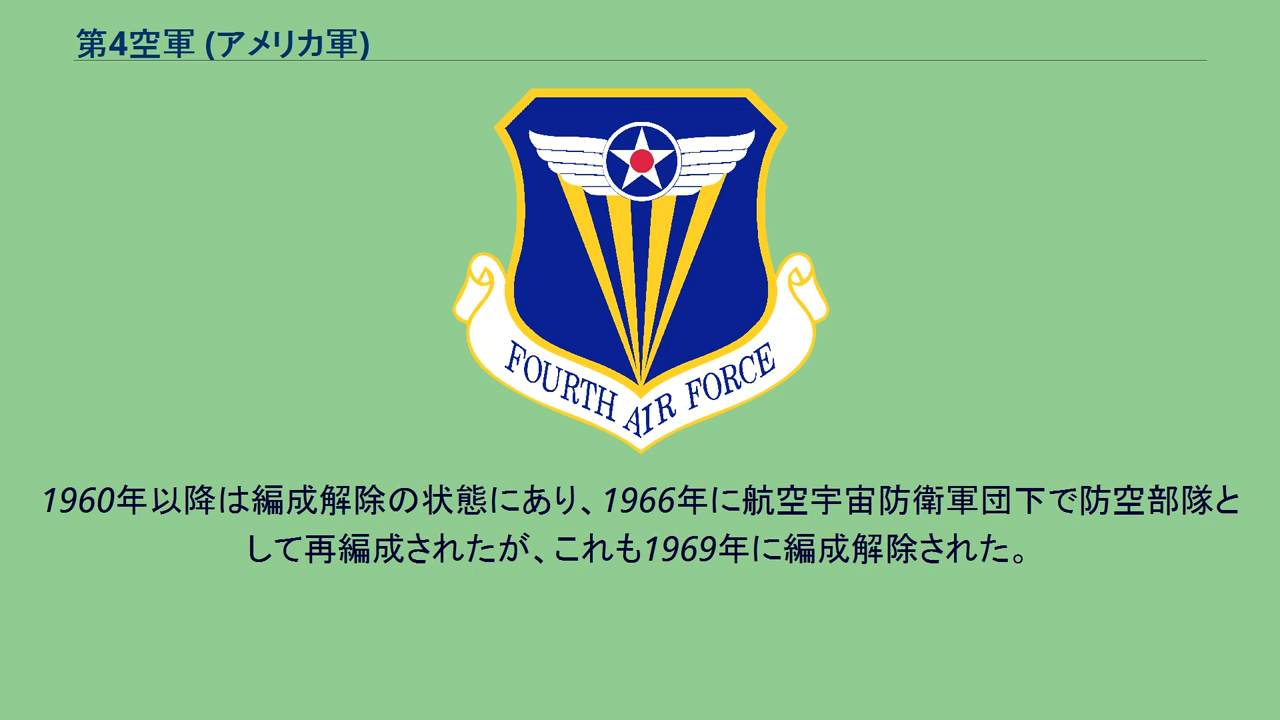 第4空軍 (アメリカ軍)
FOURTH AIR FORCE
1960年以降は編成解除の状態にあり、1966年に航空宇宙防衛軍団下で防空部隊と
して再編成されたが、これも1969年に編成解除された。